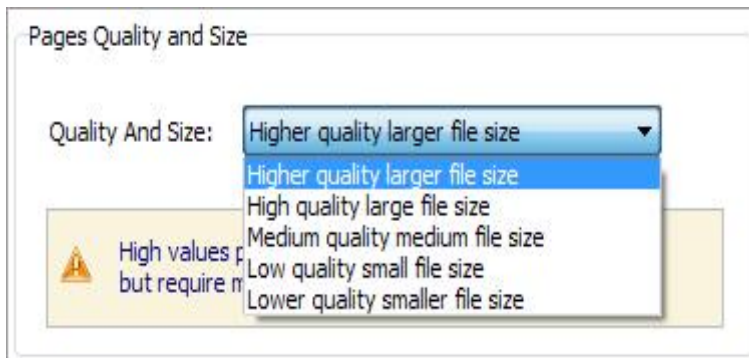 Pages Quality and Size
Quality And Size: Higher quality larger file size
Higher quality larger file size
High quality large file size
Medium quality medium file size
Low quality small file size
Lower quality smaller file size
High values
but require